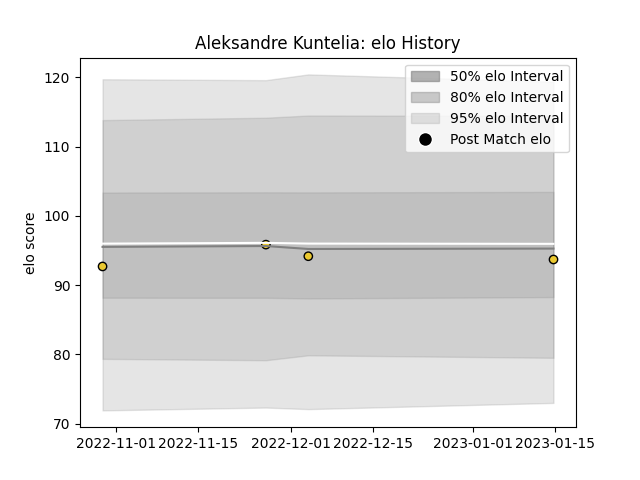 Aleksandre Kuntelia: elo History
120
110
100
90
80
70
elo score
50% elo Interval
80% elo Interval
95% elo Interval
Post Match elo
2022-11-01
2022-11-15
2022-12-01
2022-12-15
2023-01-01
2023-01-15